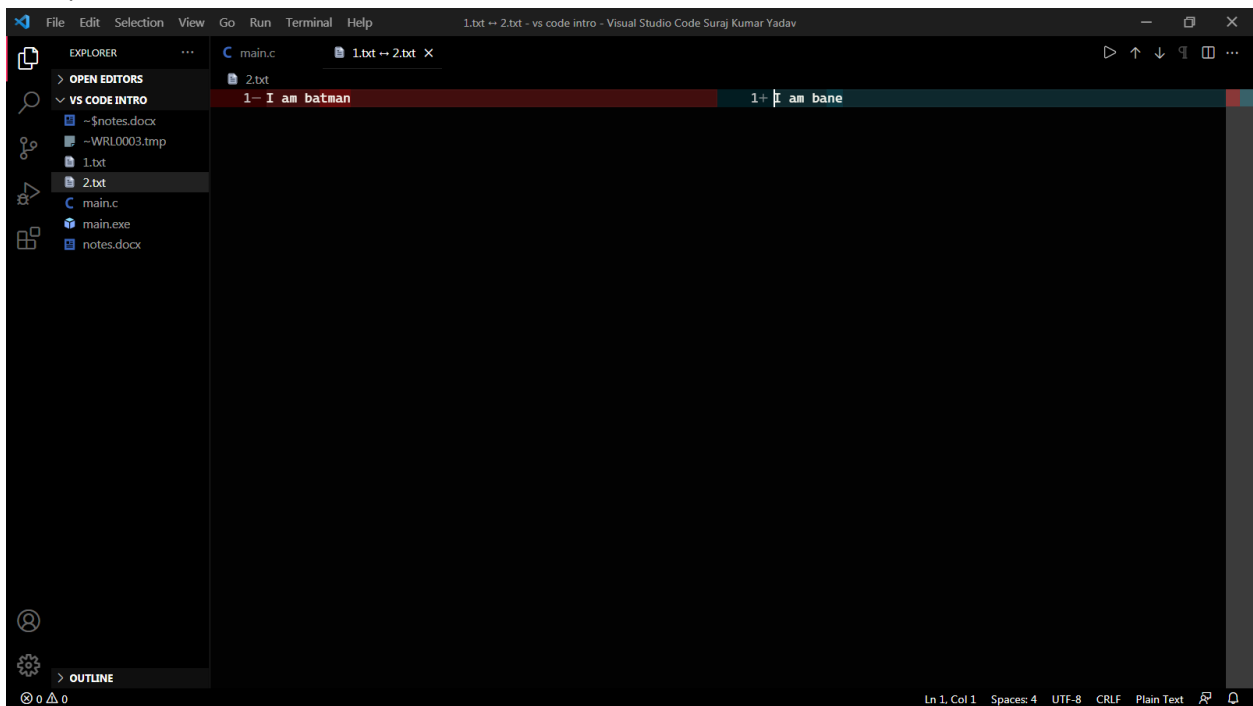 File Edit Selection View Go Run Terminal Help 1.txt ↔ 2.txt - vs code intro - Visual Studio Code Suraj Kumar Yadav
EXPLORER ···
C main.c 1.txt ↔ 2.txt ×
> OPEN EDITORS
2.txt
VS CODE INTRO
1− I am batman 1+ I am bane
~$notes.docx
~WRL0003.tmp
1.txt
2.txt
C main.c
main.exe
notes.docx
> OUTLINE
0 0 Ln 1, Col 1 Spaces: 4 UTF-8 CRLF Plain Text